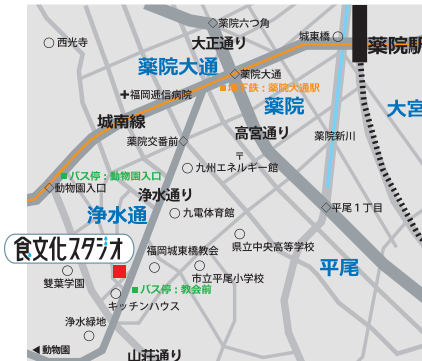 薬院六つ角
西光寺
大正通り
城東橋
薬院駅
薬院大通
薬院大通
福岡逓信病院
地下鉄：薬院大通駅
薬院
大宮
城南線
高宮通り
薬院新川
薬院交番前
〒
九州エネルギー館
バス停：動物園入口
動物園入口
浄水通り
浄水通
九電体育館
平尾1丁目
食文化スタジオ
福岡城東橋教会
県立中央高等学校
平尾
雙葉学園
市立平尾小学校
バス停：教会前
キッチンハウス
浄水緑地
動物園
山荘通り